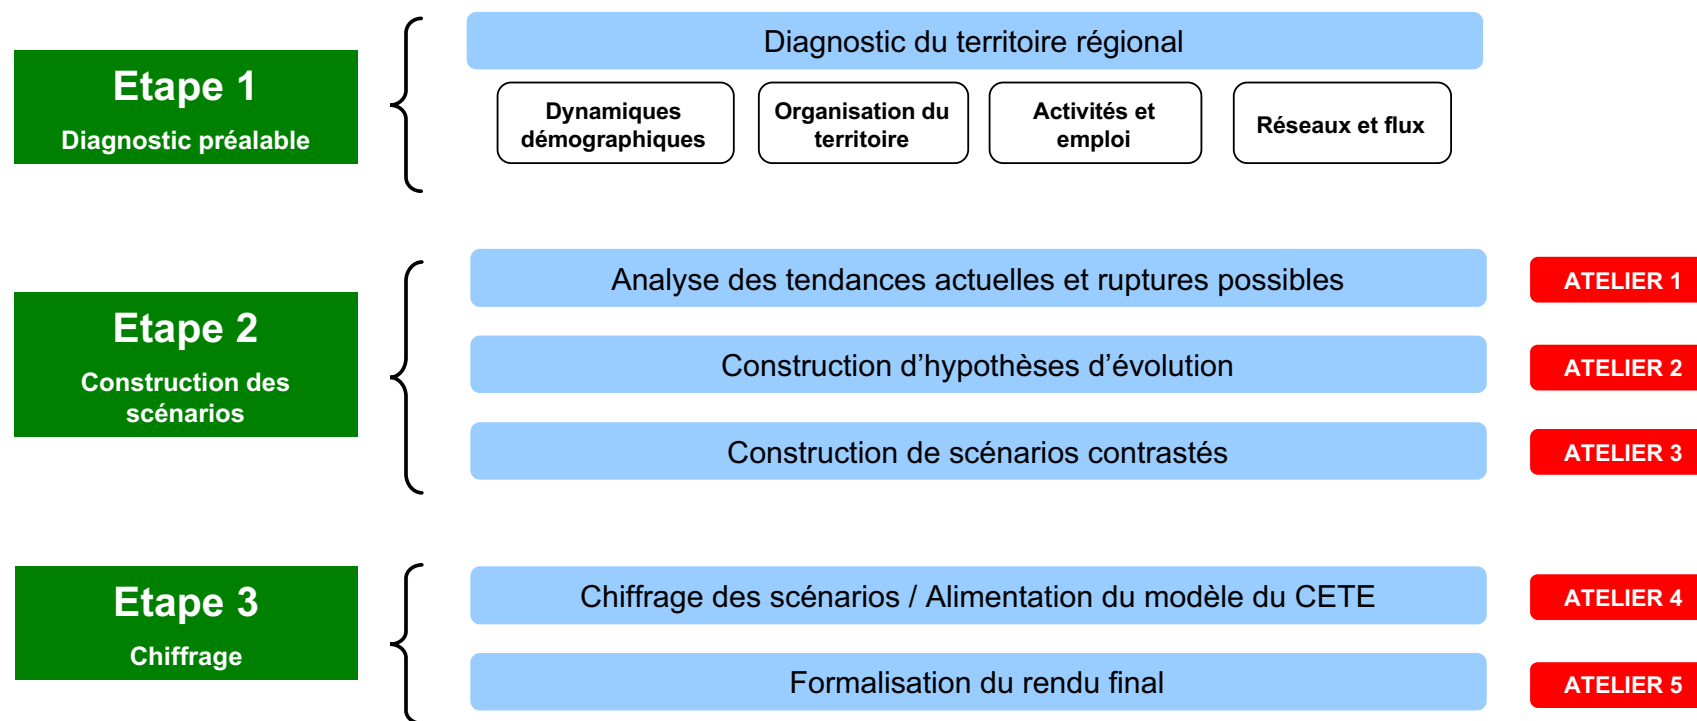 Etape 1
Diagnostic préalable
Diagnostic du territoire régional
Dynamiques
démographiques
Organisation du
territoire
Activités et
emploi
Réseaux et flux
Etape 2
Construction des
scénarios
Analyse des tendances actuelles et ruptures possibles
ATELIER 1
Construction d'hypothèses d'évolution
ATELIER 2
Construction de scénarios contrastés
ATELIER 3
Etape 3
Chiffrage
Chiffrage des scénarios / Alimentation du modèle du CETE
ATELIER 4
Formalisation du rendu final
ATELIER 5